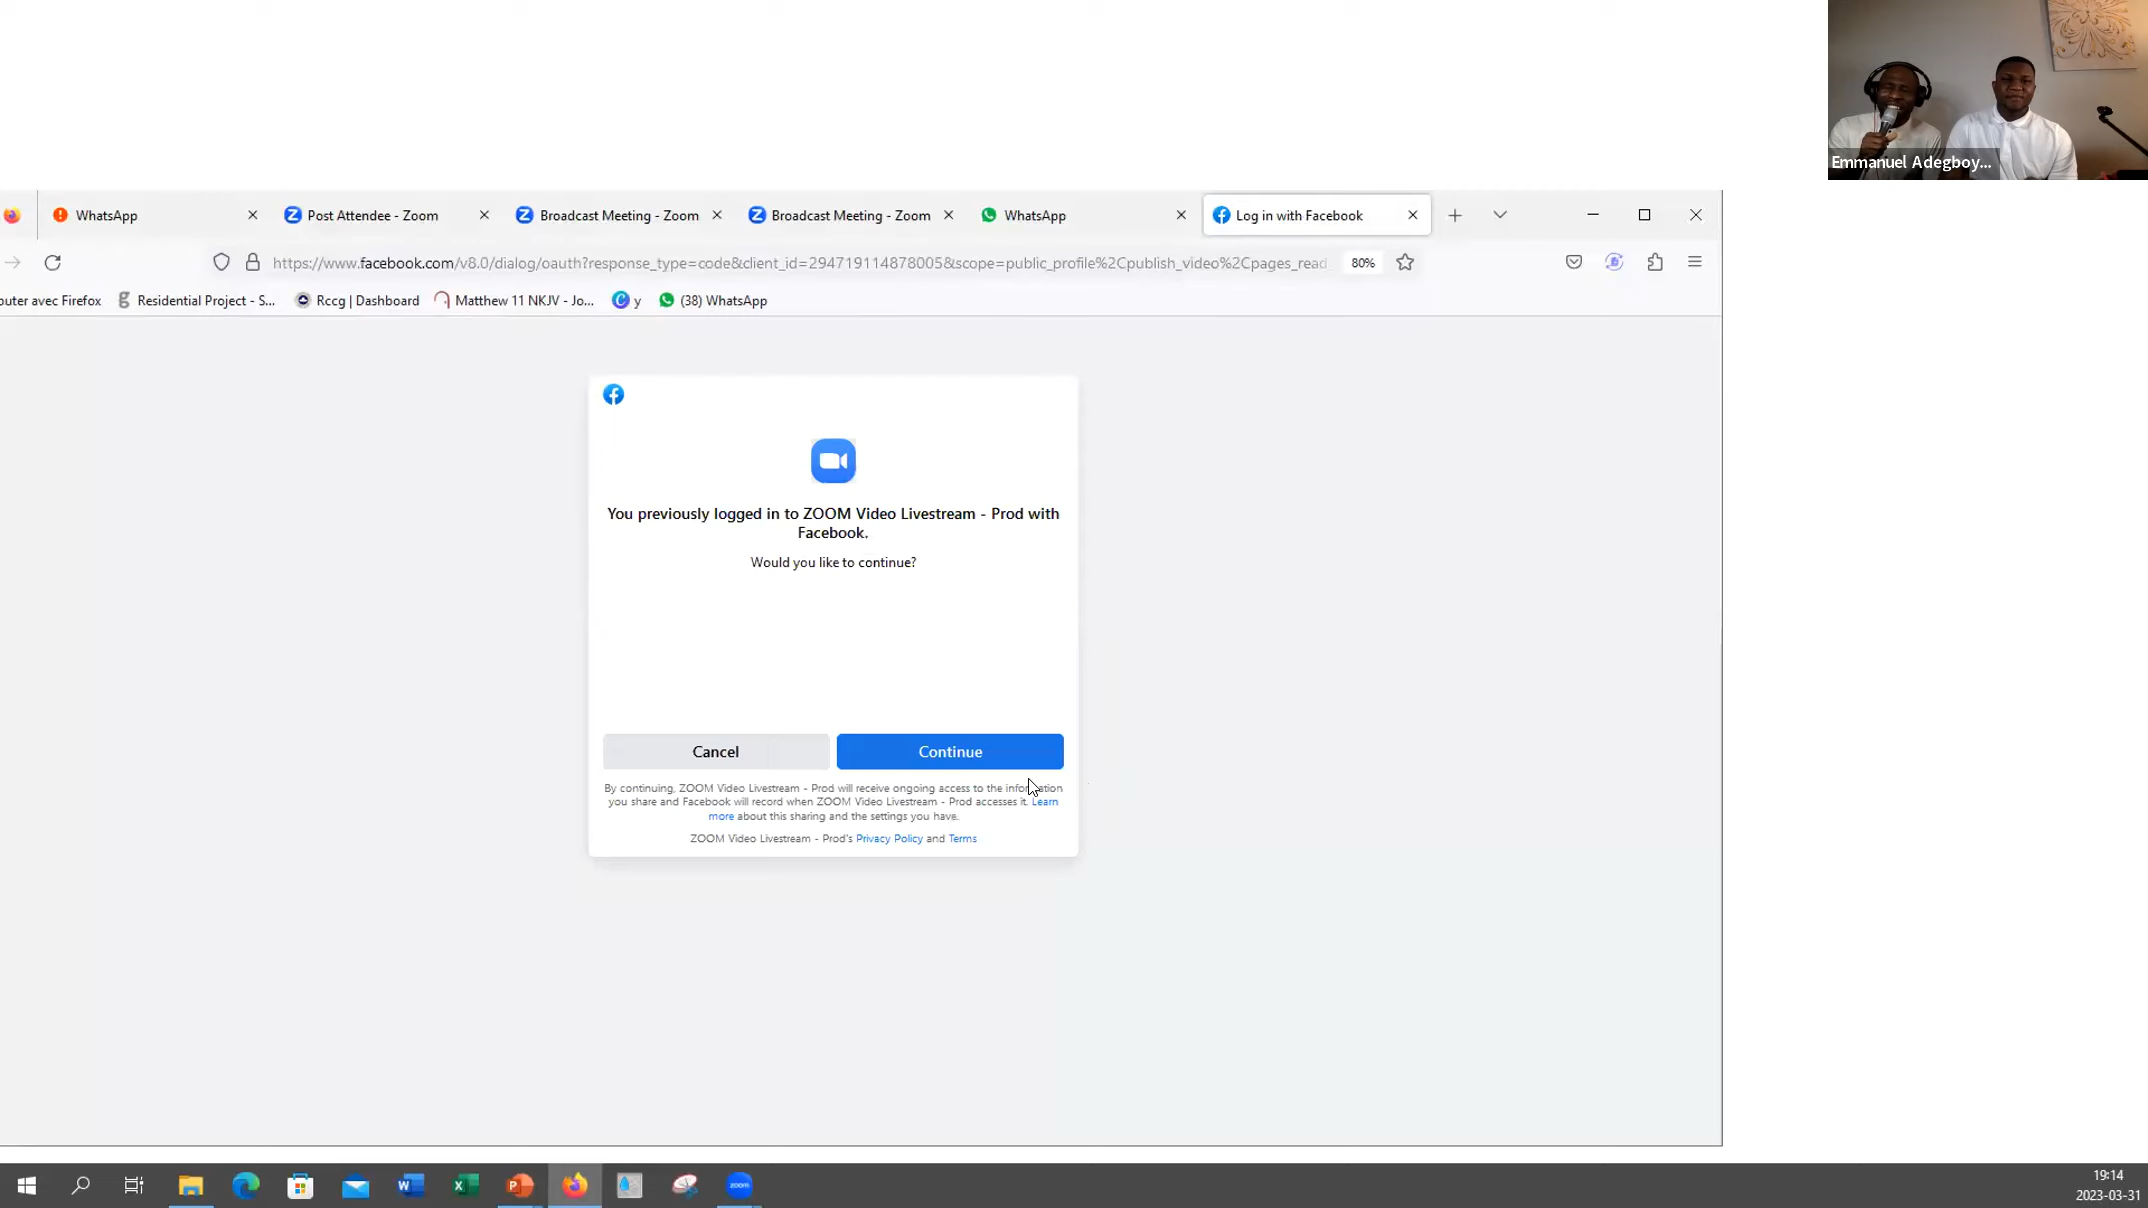 Emmanuel Adegboy...
WhatsApp
Post Attendee - Zoom
Broadcast Meeting - Zoom
Broadcast Meeting - Zoom
WhatsApp
Log in with Facebook
https://www.facebook.com/v8.0/dialog/oauth?response_type=code&client_id=294719114878005&scope=public_profile%2Cpublish_video%2Cpages_read
80%
outer avec Firefox
Residential Project - S...
Rccg | Dashboard
Matthew 11 NKJV - Jo...
y
(38) WhatsApp
You previously logged in to ZOOM Video Livestream - Prod with
Facebook.
Would you like to continue?
Cancel
Continue
By continuing, ZOOM Video Livestream - Prod will receive ongoing access to the information
you share and Facebook will record when ZOOM Video Livestream - Prod accesses it. Learn
more about this sharing and the settings you have.
ZOOM Video Livestream - Prod's Privacy Policy and Terms
zoom
19:14
2023-03-31